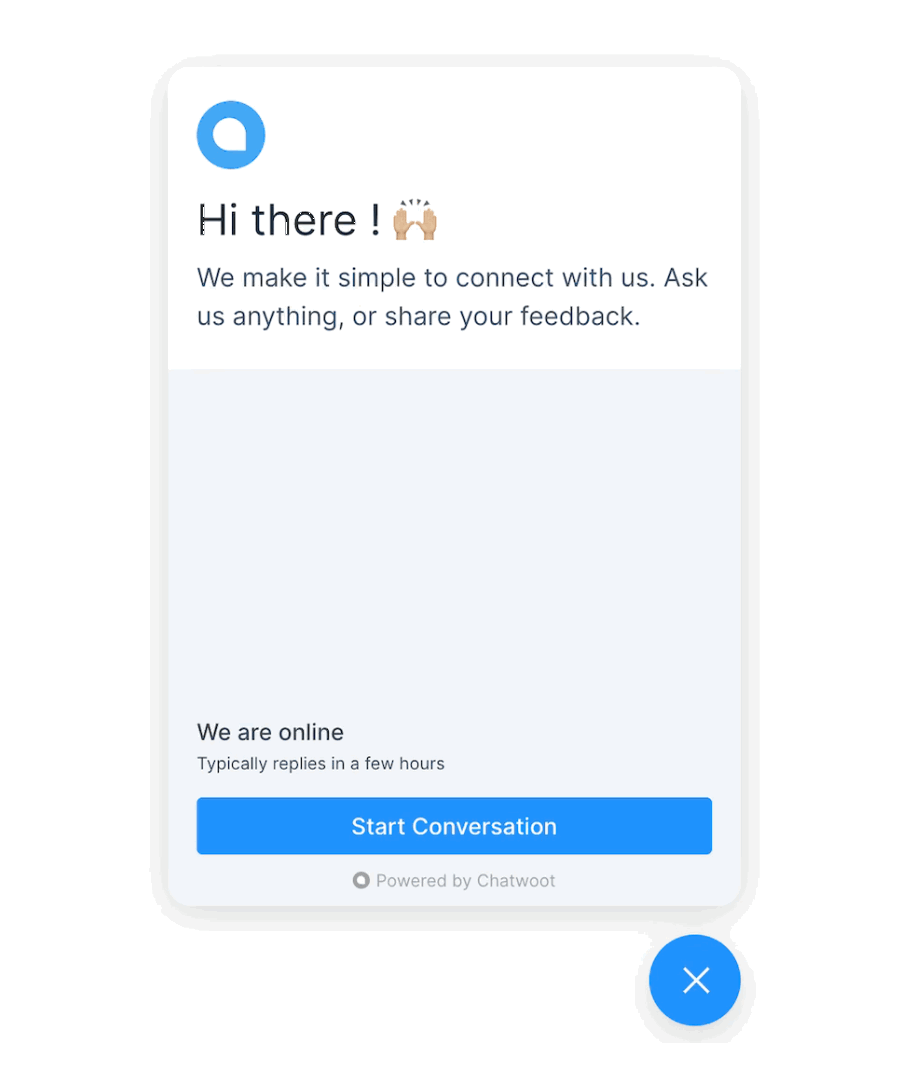 Hi there ! 🙌🏼
We make it simple to connect with us. Ask
us anything, or share your feedback.
We are online
Typically replies in a few hours
Start Conversation
Powered by Chatwoot